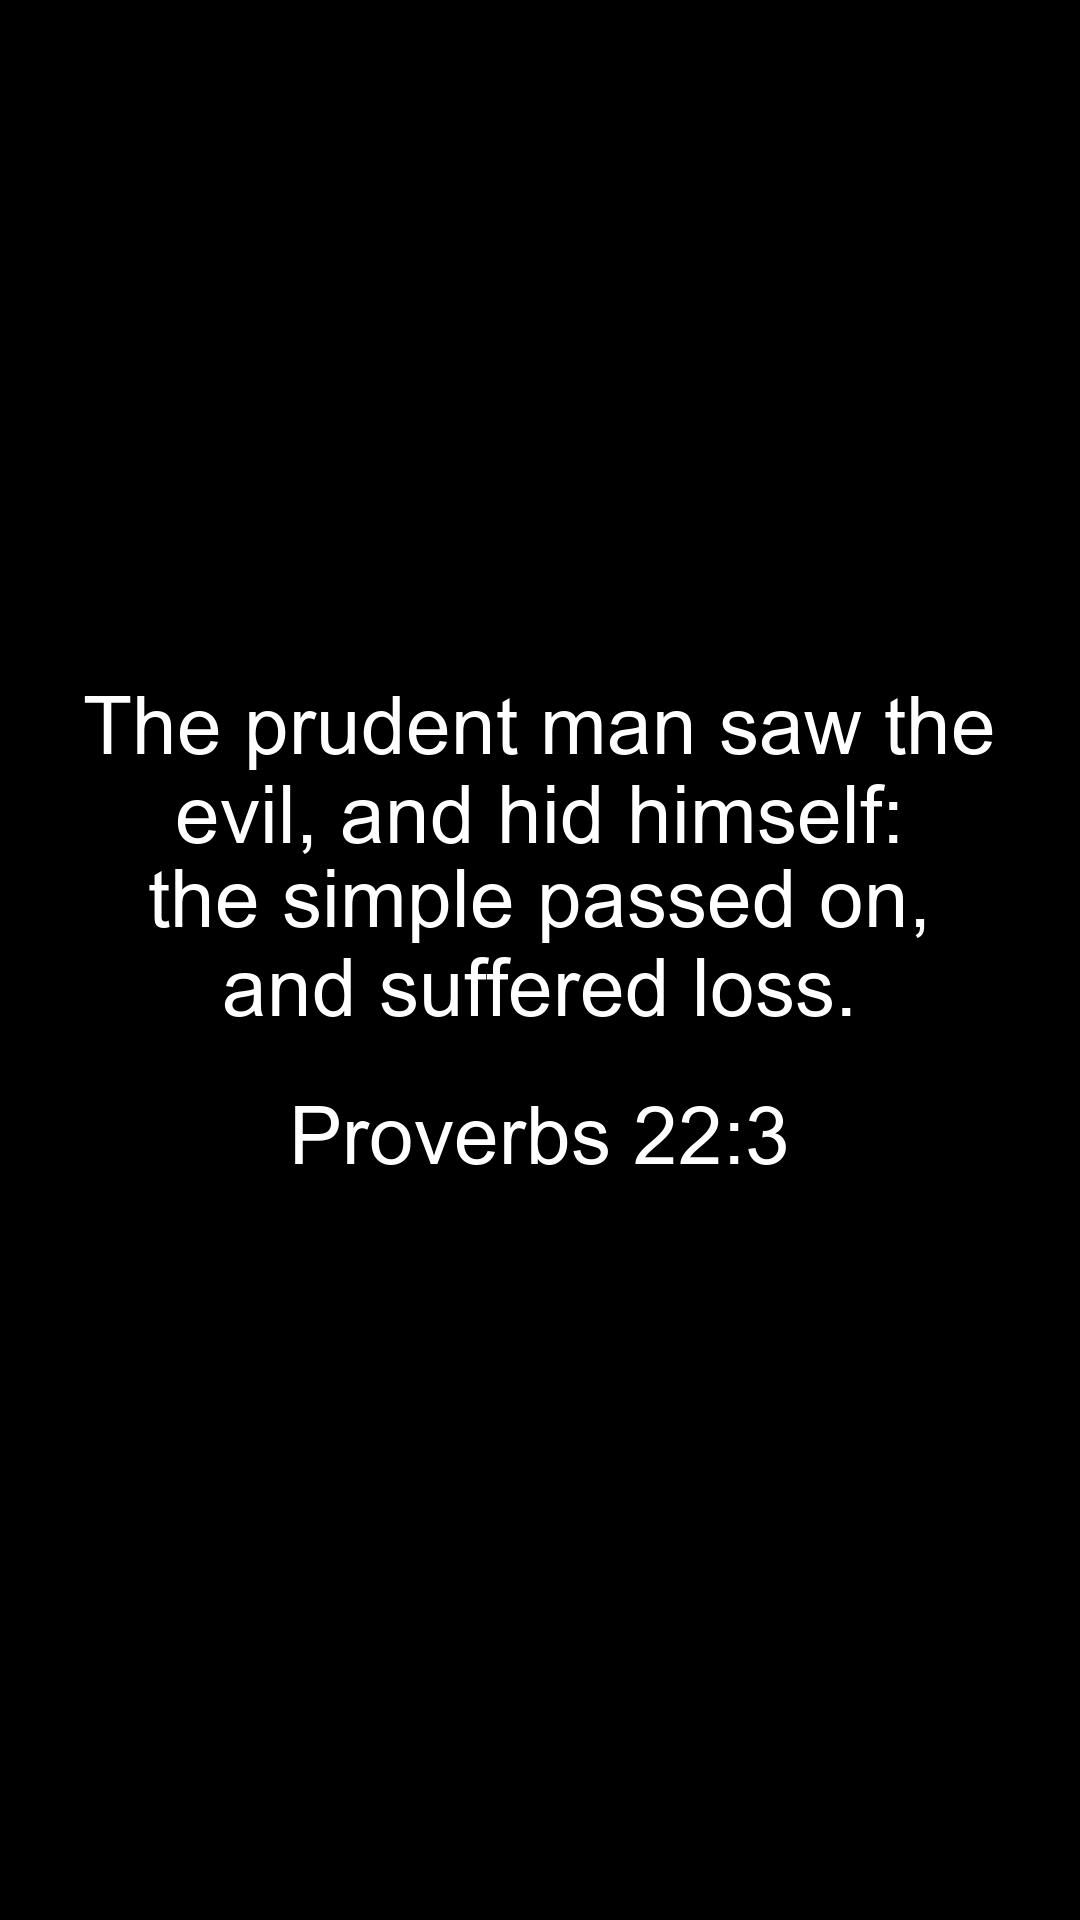 The prudent man saw the
evil, and hid himself:
the simple passed on,
and suffered loss.
Proverbs 22:3